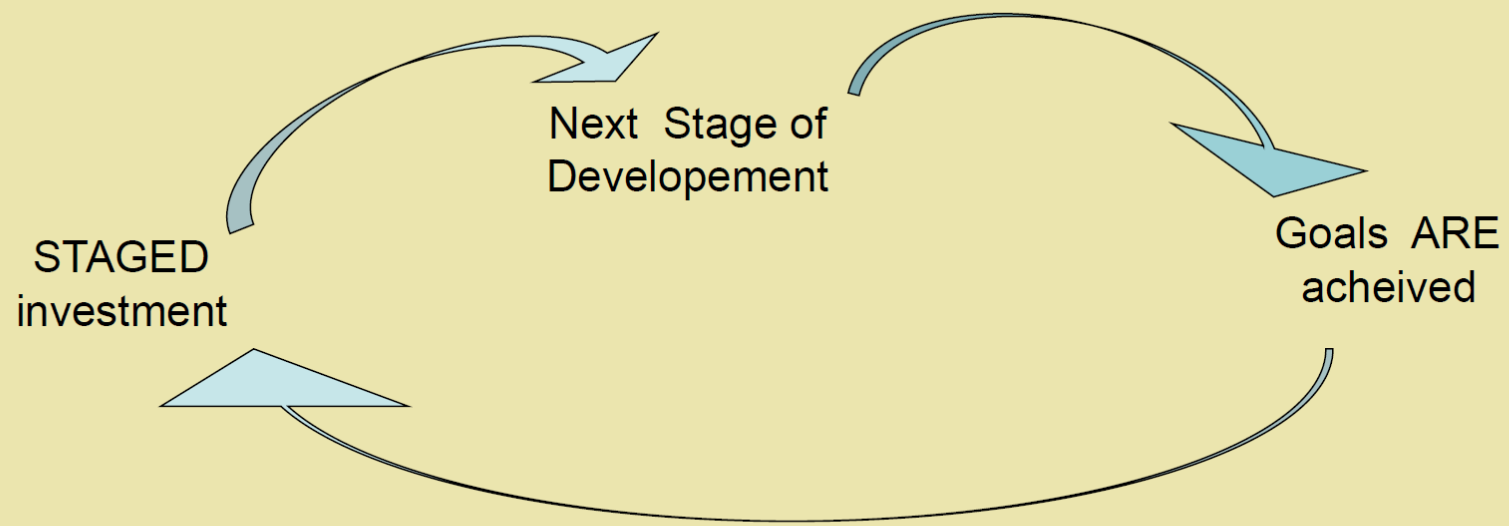 Next Stage of
Developement
STAGED
investment
Goals ARE
acheived